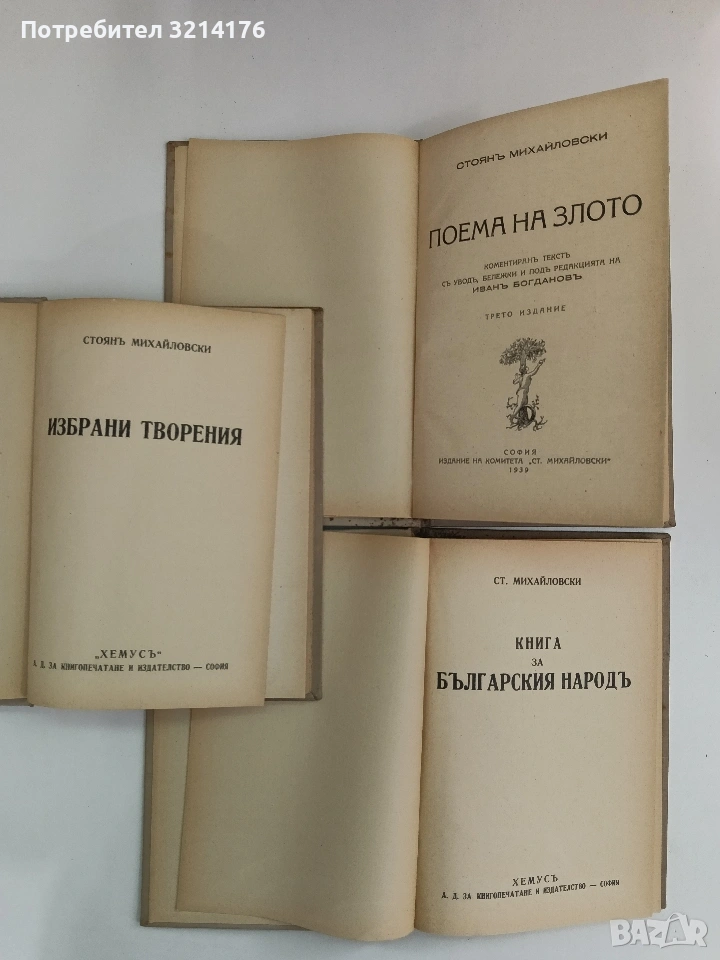 Потребител 3214176
СТОЯНЪ МИХАЙЛОВСКИ
ПОЕМА НА ЗЛОТО
КОМЕНТИРАНЪ ТЕКСТЪ
СЪ УВОДЪ, БЕЛЕЖКИ И ПОДЪ РЕДАКЦИЯТА НА
ИВАНЪ БОГДАНОВЪ
ТРЕТО ИЗДАНИЕ
СОФИЯ
ИЗДАНИЕ НА КОМИТЕТА „СТ. МИХАЙЛОВСКИ"
1939
СТОЯНЪ МИХАЙЛОВСКИ
ИЗБРАНИ ТВОРЕНИЯ
„ХЕМУСЪ"
А. Д. ЗА КНИГОПЕЧАТАНЕ И ИЗДАТЕЛСТВО — СОФИЯ
СТ. МИХАЙЛОВСКИ
КНИГА
ЗА
БЪЛГАРСКИЯ НАРОДЪ
ХЕМУСЪ
А. Д. ЗА КНИГОПЕЧАТАНЕ И ИЗДАТЕЛСТВО — СОФИЯ
BAZAR